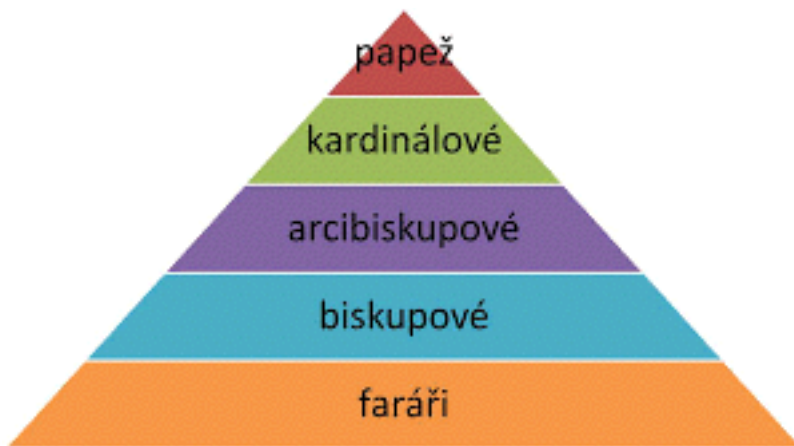 papež
kardinálové
arcibiskupové
biskupové
faráři